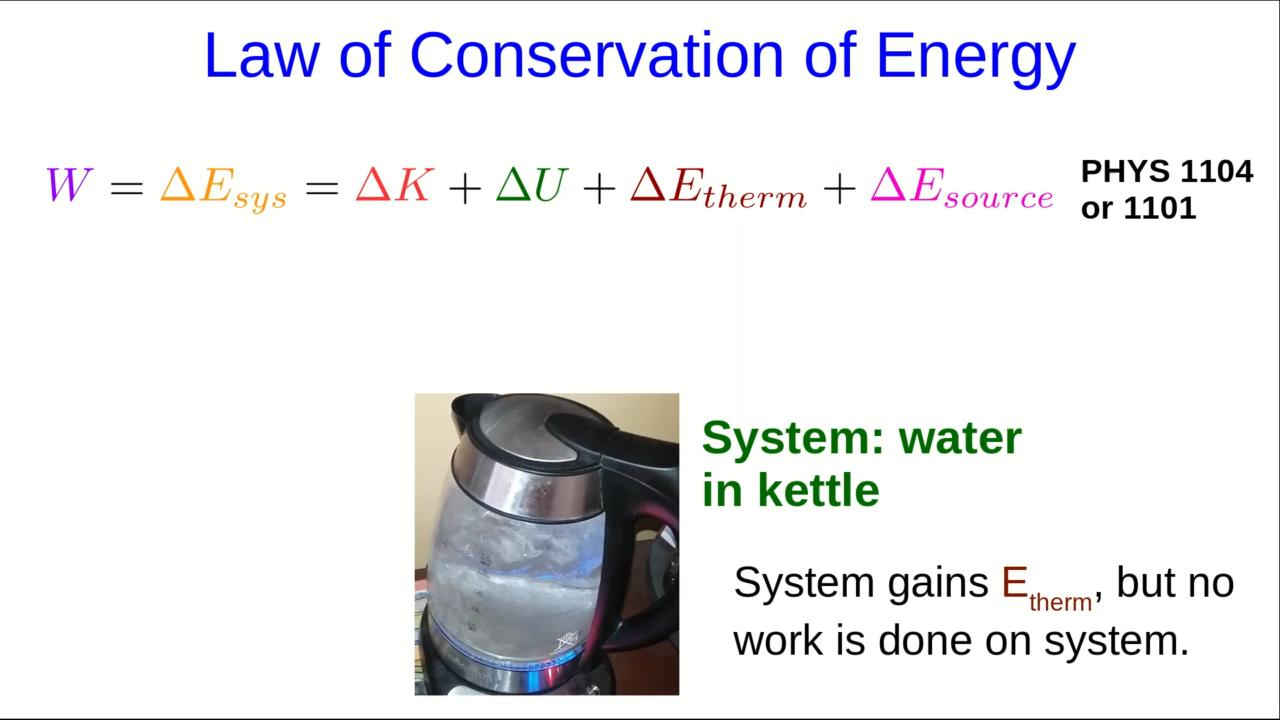 Law of Conservation of Energy
W = ΔE_sys = ΔK + ΔU + ΔE_therm + ΔE_source
PHYS 1104
or 1101
System: water
in kettle
System gains E_therm, but no
work is done on system.